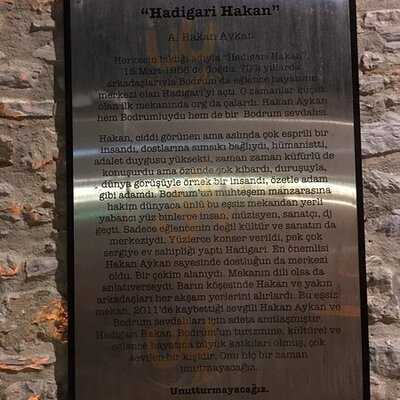 “Hadigari Hakan”
A. Hakan Aykan
Herkesin bildiği adıyla “Hadigari Hakan”,
15 Mart 1956'de doğdu. 70'li yıllarda
arkadaşlarıyla Bodrum'da eğlence hayatının
merkezi olan Hadigari'yi açtı. O zamanlar küçük
olan ilk mekanında org da çalardı. Hakan Aykan
hem Bodrumluydu hem de bir Bodrum sevdalısı.
Hakan, ciddi görünen ama aslında çok esprili bir
insandı, dostlarına sımsıkı bağlıydı, hümanistti,
adalet duygusu yüksekti, zaman zaman küfürlü de
konuşurdu ama özünde çok kibardı, duruşuyla,
dünya görüşüyle örnek bir insandı, özetle adam
gibi adamdı. Bodrum'un muhteşem manzarasına
hakim dünyaca ünlü bu eşsiz mekandan yerli
yabancı yüz binlerce insan, müzisyen, sanatçı, dj
geçti. Sadece eğlencenin değil kültür ve sanatın da
merkeziydi. Yüzlerce konser verildi, pek çok
sergiye ev sahipliği yaptı Hadigari. En önemlisi
Hakan Aykan sayesinde dostluğun da merkezi
oldu. Bir çekim alanıydı. Mekanın dili olsa da
anlatıverseydi. Barın köşesinde Hakan ve yakın
arkadaşları her akşam yerlerini alırlardı. Bu eşsiz
mekan, 2011'de kaybettiği sevgili Hakan Aykan ve
Bodrum sevdalıları için adeta anıtlaşmıştır.
Hadigari Hakan, Bodrum'un turizmine, kültürel ve
eğlence hayatına büyük katkıları olmuş, çok
sevilen bir kişidir. Onu hiç bir zaman
unutmayacağız.
Unutturmayacağız.